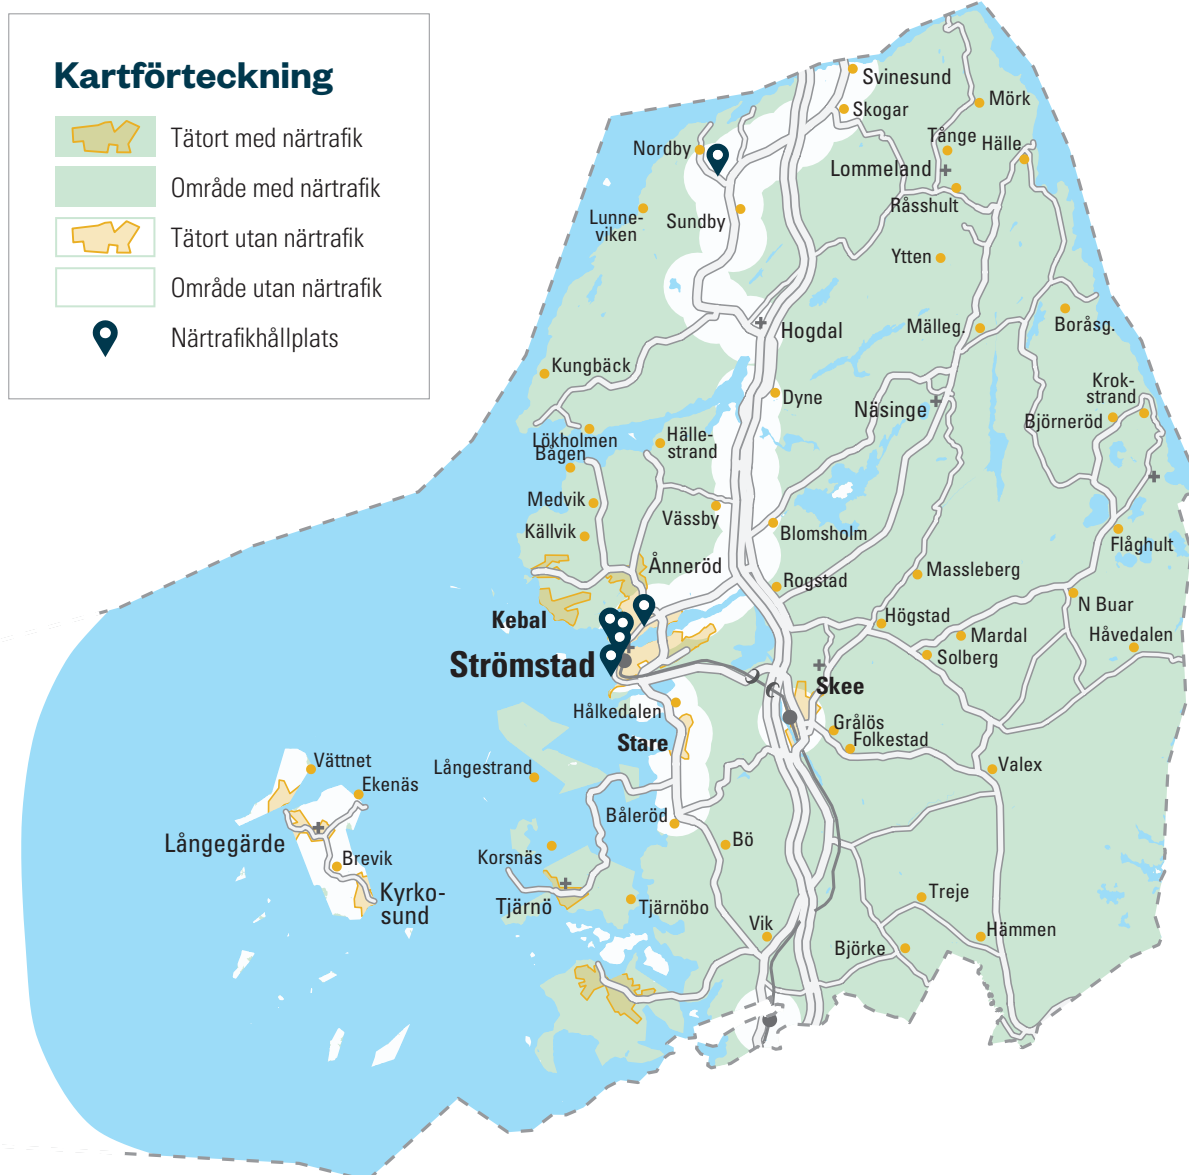 Kartförteckning
Tätort med närtrafik
Område med närtrafik
Tätort utan närtrafik
Område utan närtrafik
Närtrafikhållplats
Svinesund
Skogar
Mörk
Nordby
Tånge
Hälle
Lommeland
Råsshult
Lunne-
viken
Sundby
Ytten
Hogdal
Mälleg.
Boråsg.
Kungbäck
Dyne
Näsinge
Krok-
strand
Björneröd
Lökholmen
Bågen
Hälle-
strand
Medvik
Vässby
Källvik
Blomsholm
Flåghult
Ånneröd
Rogstad
Massleberg
Kebal
Högstad
N Buar
Mardal
Håvedalen
Solberg
Strömstad
Skee
Hålkedalen
Grålös
Folkestad
Stare
Vättnet
Långestrand
Valex
Ekenäs
Båleröd
Långegärde
Bö
Brevik
Korsnäs
Kyrko-
sund
Tjärnö
Tjärnöbo
Treje
Vik
Hämmen
Björke